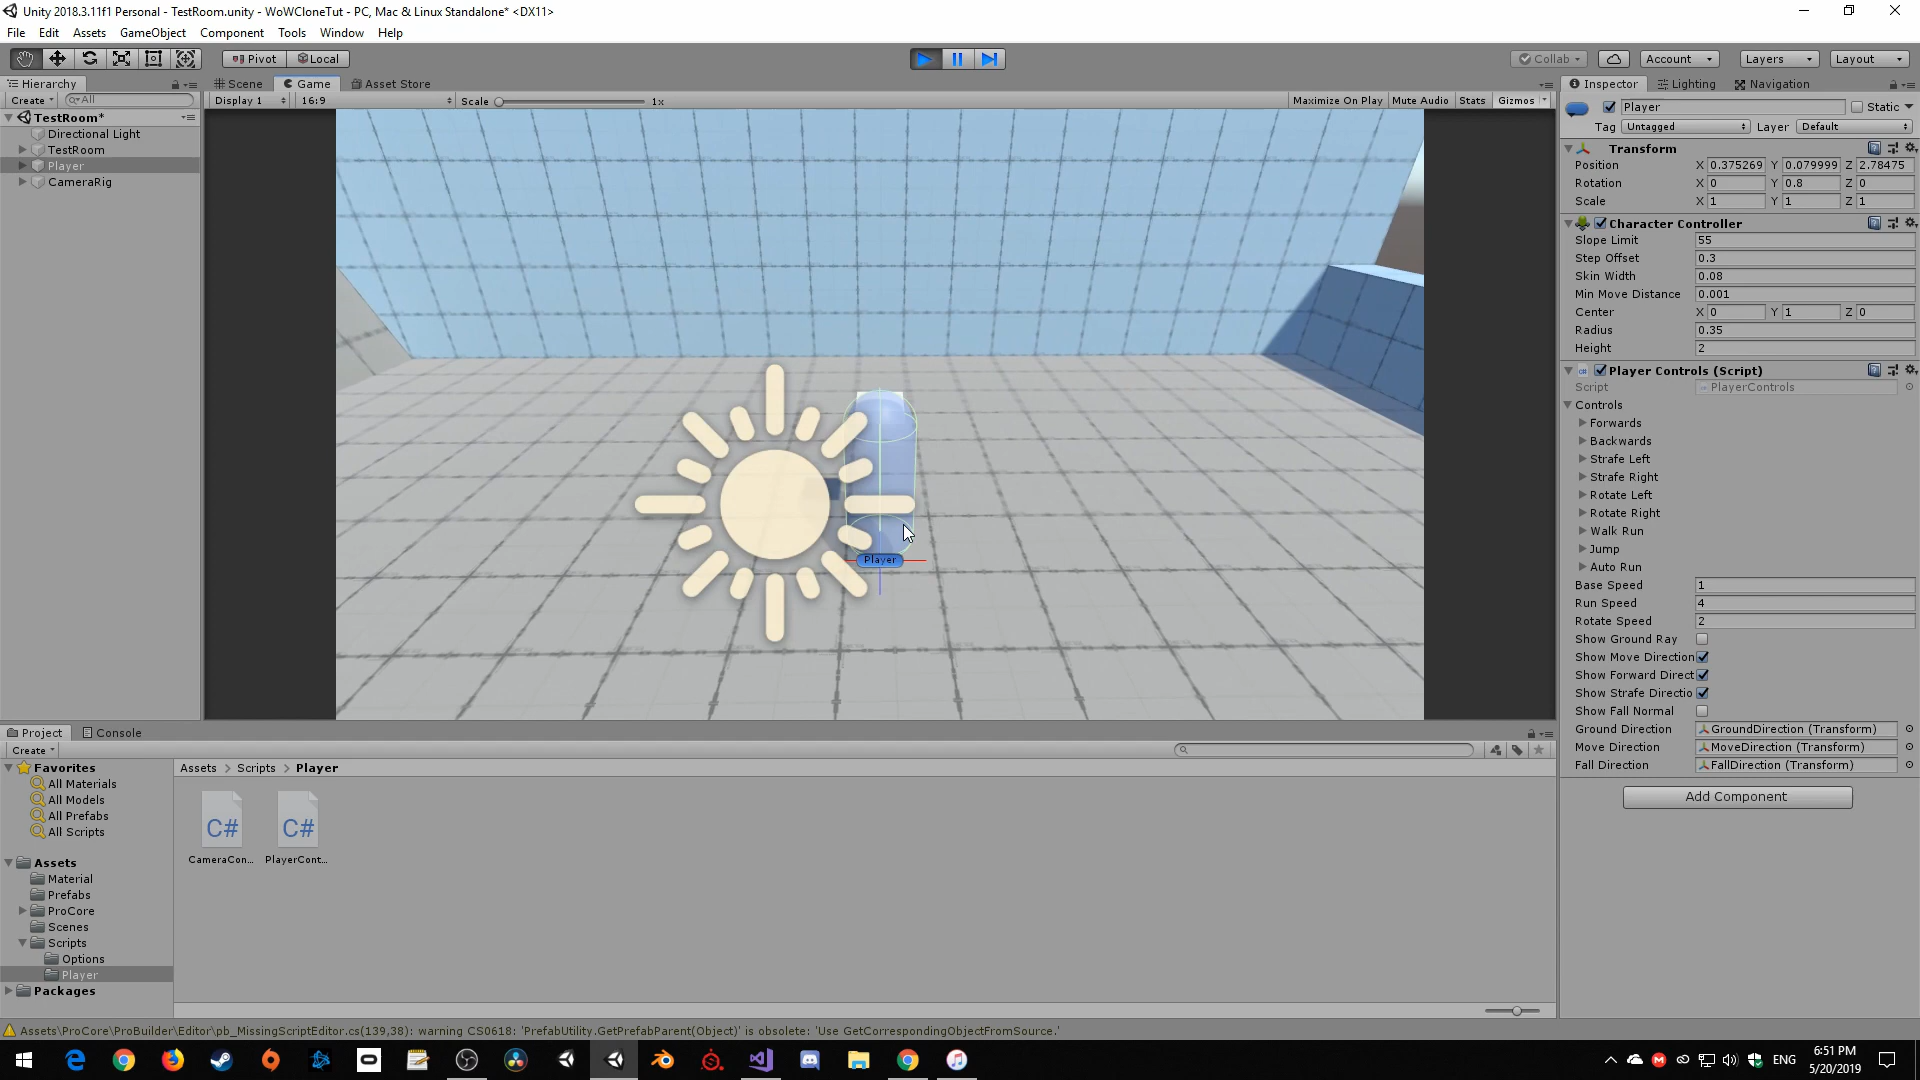 Unity 2018.3.11f1 Personal - TestRoom.unity - WoWCloneTut - PC, Mac & Linux Standalone* <DX11>
File Edit Assets GameObject Component Tools Window Help
Pivot Local Collab Account Layers Layout
Hierarchy Scene Game Asset Store Inspector Lighting Navigation
Create All Display 1 16:9 Scale 1x Maximize On Play Mute Audio Stats Gizmos
TestRoom*
Directional Light
TestRoom
Player
CameraRig
Player
Player Static
Tag Untagged Layer Default
Transform
Position X 0.375269 Y 0.079999 Z 2.78475
Rotation X 0 Y 0.8 Z 0
Scale X 1 Y 1 Z 1
Character Controller
Slope Limit 55
Step Offset 0.3
Skin Width 0.08
Min Move Distance 0.001
Center X 0 Y 1 Z 0
Radius 0.35
Height 2
Player Controls (Script)
Script PlayerControls
Controls
Forwards
Backwards
Strafe Left
Strafe Right
Rotate Left
Rotate Right
Walk Run
Jump
Auto Run
Base Speed 1
Run Speed 4
Rotate Speed 2
Show Ground Ray
Show Move Direction
Show Forward Direct
Show Strafe Directio
Show Fall Normal
Ground Direction GroundDirection (Transform)
Move Direction MoveDirection (Transform)
Fall Direction FallDirection (Transform)
Add Component
Project Console
Create
Favorites
All Materials
All Models
All Prefabs
All Scripts
Assets
Material
Prefabs
ProCore
Scenes
Scripts
Options
Player
Packages
Assets > Scripts > Player
C# C#
CameraCon... PlayerCont...
Assets\ProCore\ProBuilder\Editor\pb_MissingScriptEditor.cs(139,38): warning CS0618: 'PrefabUtility.GetPrefabParent(Object)' is obsolete: 'Use GetCorrespondingObjectFromSource.'
ENG
6:51 PM
5/20/2019